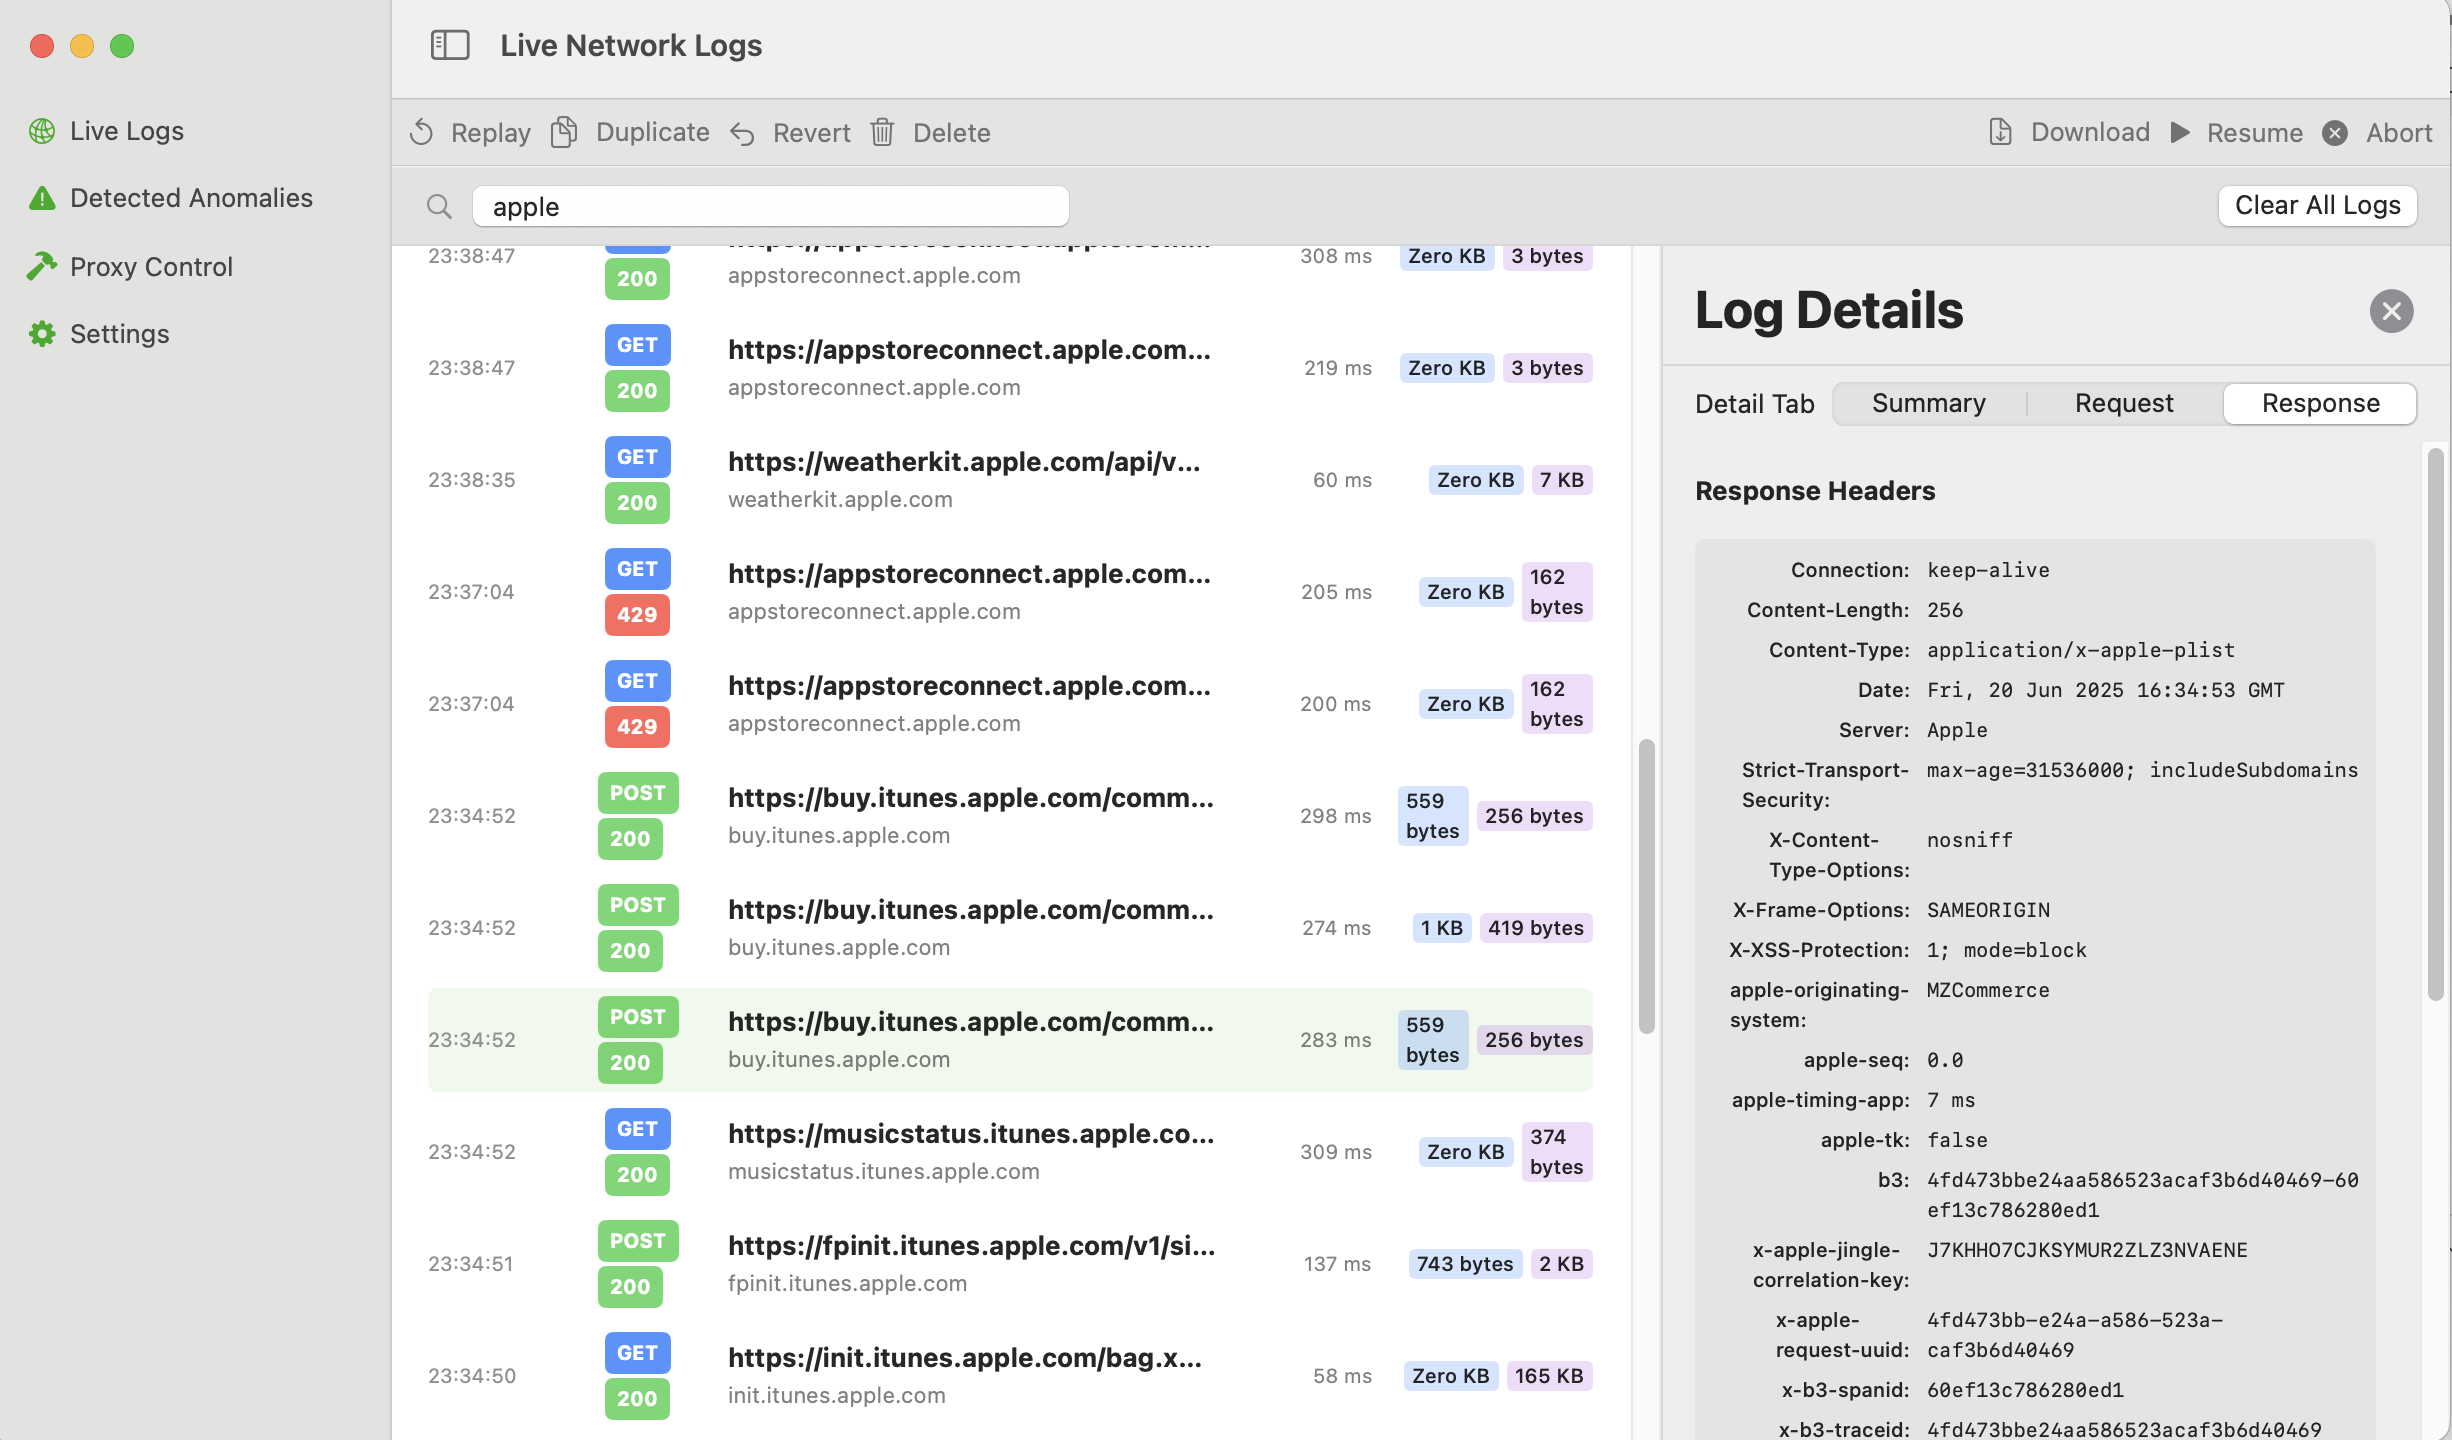 Live Network Logs
Live Logs
Detected Anomalies
Proxy Control
Settings
Replay Duplicate Revert Delete Download Resume Abort
apple
Clear All Logs
23:38:47 200 appstoreconnect.apple.com 308 ms Zero KB 3 bytes
GET https://appstoreconnect.apple.com...
23:38:47 219 ms Zero KB 3 bytes
200 appstoreconnect.apple.com
GET https://weatherkit.apple.com/api/v...
23:38:35 60 ms Zero KB 7 KB
200 weatherkit.apple.com
GET https://appstoreconnect.apple.com...
23:37:04 205 ms Zero KB 162 bytes
429 appstoreconnect.apple.com
GET https://appstoreconnect.apple.com...
23:37:04 200 ms Zero KB 162 bytes
429 appstoreconnect.apple.com
POST https://buy.itunes.apple.com/comm...
23:34:52 298 ms 559 bytes 256 bytes
200 buy.itunes.apple.com
POST https://buy.itunes.apple.com/comm...
23:34:52 274 ms 1 KB 419 bytes
200 buy.itunes.apple.com
POST https://buy.itunes.apple.com/comm...
23:34:52 283 ms 559 bytes 256 bytes
200 buy.itunes.apple.com
GET https://musicstatus.itunes.apple.co...
23:34:52 309 ms Zero KB 374 bytes
200 musicstatus.itunes.apple.com
POST https://fpinit.itunes.apple.com/v1/si...
23:34:51 137 ms 743 bytes 2 KB
200 fpinit.itunes.apple.com
GET https://init.itunes.apple.com/bag.x...
23:34:50 58 ms Zero KB 165 KB
200 init.itunes.apple.com
Log Details
Detail Tab Summary Request Response
Response Headers
Connection: keep-alive
Content-Length: 256
Content-Type: application/x-apple-plist
Date: Fri, 20 Jun 2025 16:34:53 GMT
Server: Apple
Strict-Transport- max-age=31536000; includeSubdomains
Security:
X-Content- nosniff
Type-Options:
X-Frame-Options: SAMEORIGIN
X-XSS-Protection: 1; mode=block
apple-originating- MZCommerce
system:
apple-seq: 0.0
apple-timing-app: 7 ms
apple-tk: false
b3: 4fd473bbe24aa586523acaf3b6d40469-60
ef13c786280ed1
x-apple-jingle- J7KHHO7CJKSYMUR2ZLZ3NVAENE
correlation-key:
x-apple- 4fd473bb-e24a-a586-523a-
request-uuid: caf3b6d40469
x-b3-spanid: 60ef13c786280ed1
x-b3-traceid: 4fd473bbe24aa586523acaf3b6d40469